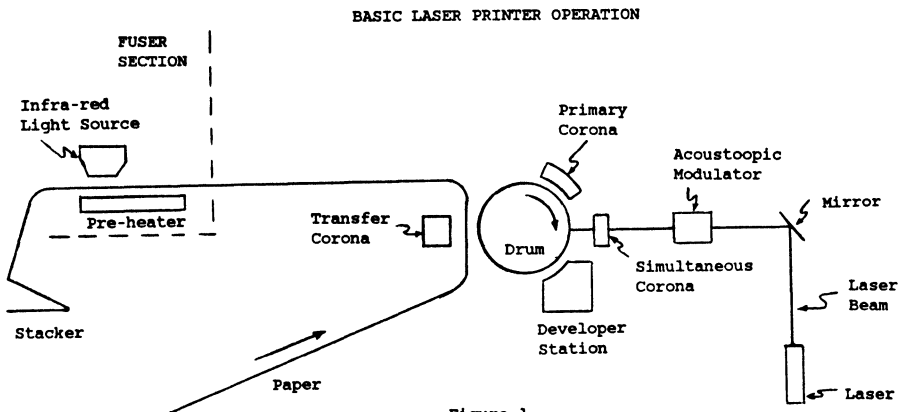 BASIC LASER PRINTER OPERATION
FUSER
SECTION
Infra-red
Light Source
Pre-heater
Stacker
Paper
Transfer
Corona
Drum
Primary
Corona
Developer
Station
Simultaneous
Corona
Acoustoopic
Modulator
Mirror
Laser
Beam
Laser